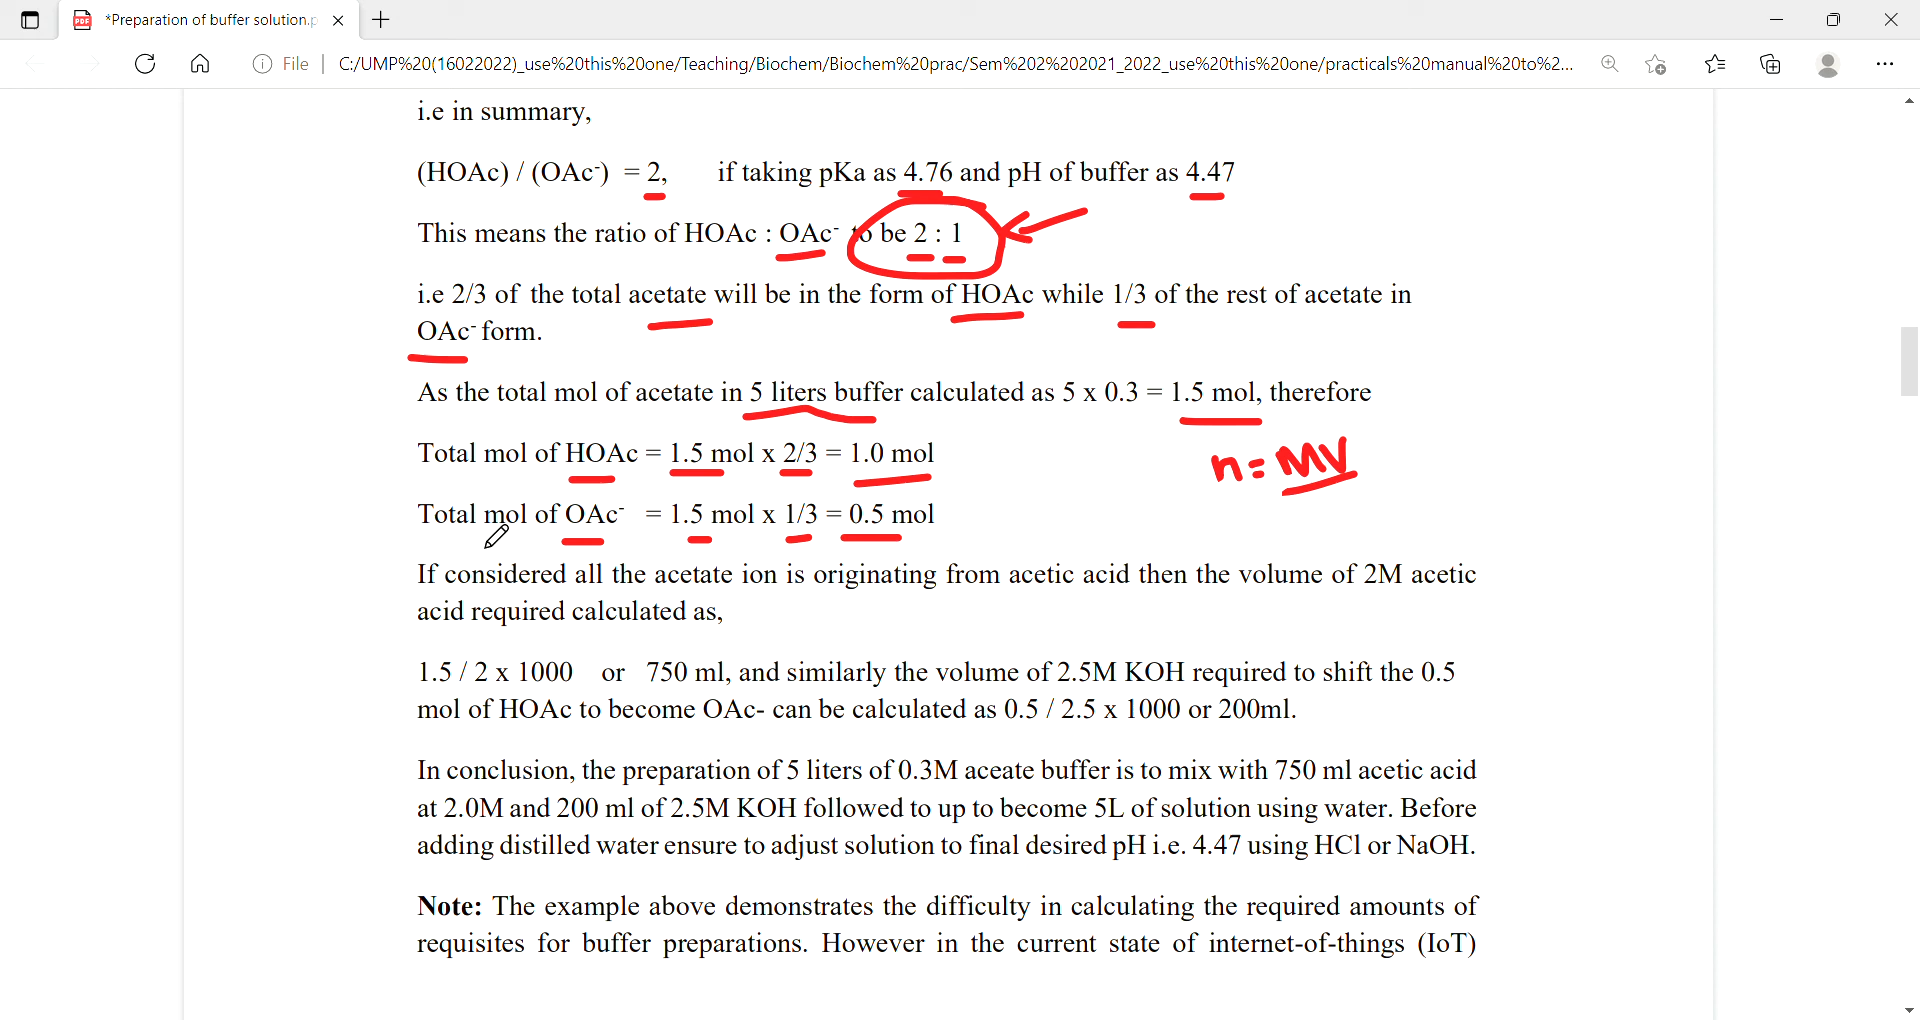 *Preparation of buffer solution.p
File | C:/UMP%20(16022022)_use%20this%20one/Teaching/Biochem/Biochem%20prac/Sem%202%202021_2022_use%20this%20one/practicals%20manual%20to%2...
i.e in summary,
(HOAc) / (OAc⁻) = 2, if taking pKa as 4.76 and pH of buffer as 4.47
This means the ratio of HOAc : OAc⁻ to be 2 : 1
i.e 2/3 of the total acetate will be in the form of HOAc while 1/3 of the rest of acetate in
OAc⁻ form.
As the total mol of acetate in 5 liters buffer calculated as 5 x 0.3 = 1.5 mol, therefore
Total mol of HOAc = 1.5 mol x 2/3 = 1.0 mol
n = MV
Total mol of OAc⁻ = 1.5 mol x 1/3 = 0.5 mol
If considered all the acetate ion is originating from acetic acid then the volume of 2M acetic
acid required calculated as,
1.5 / 2 x 1000 or 750 ml, and similarly the volume of 2.5M KOH required to shift the 0.5
mol of HOAc to become OAc- can be calculated as 0.5 / 2.5 x 1000 or 200ml.
In conclusion, the preparation of 5 liters of 0.3M aceate buffer is to mix with 750 ml acetic acid
at 2.0M and 200 ml of 2.5M KOH followed to up to become 5L of solution using water. Before
adding distilled water ensure to adjust solution to final desired pH i.e. 4.47 using HCl or NaOH.
Note: The example above demonstrates the difficulty in calculating the required amounts of
requisites for buffer preparations. However in the current state of internet-of-things (IoT)